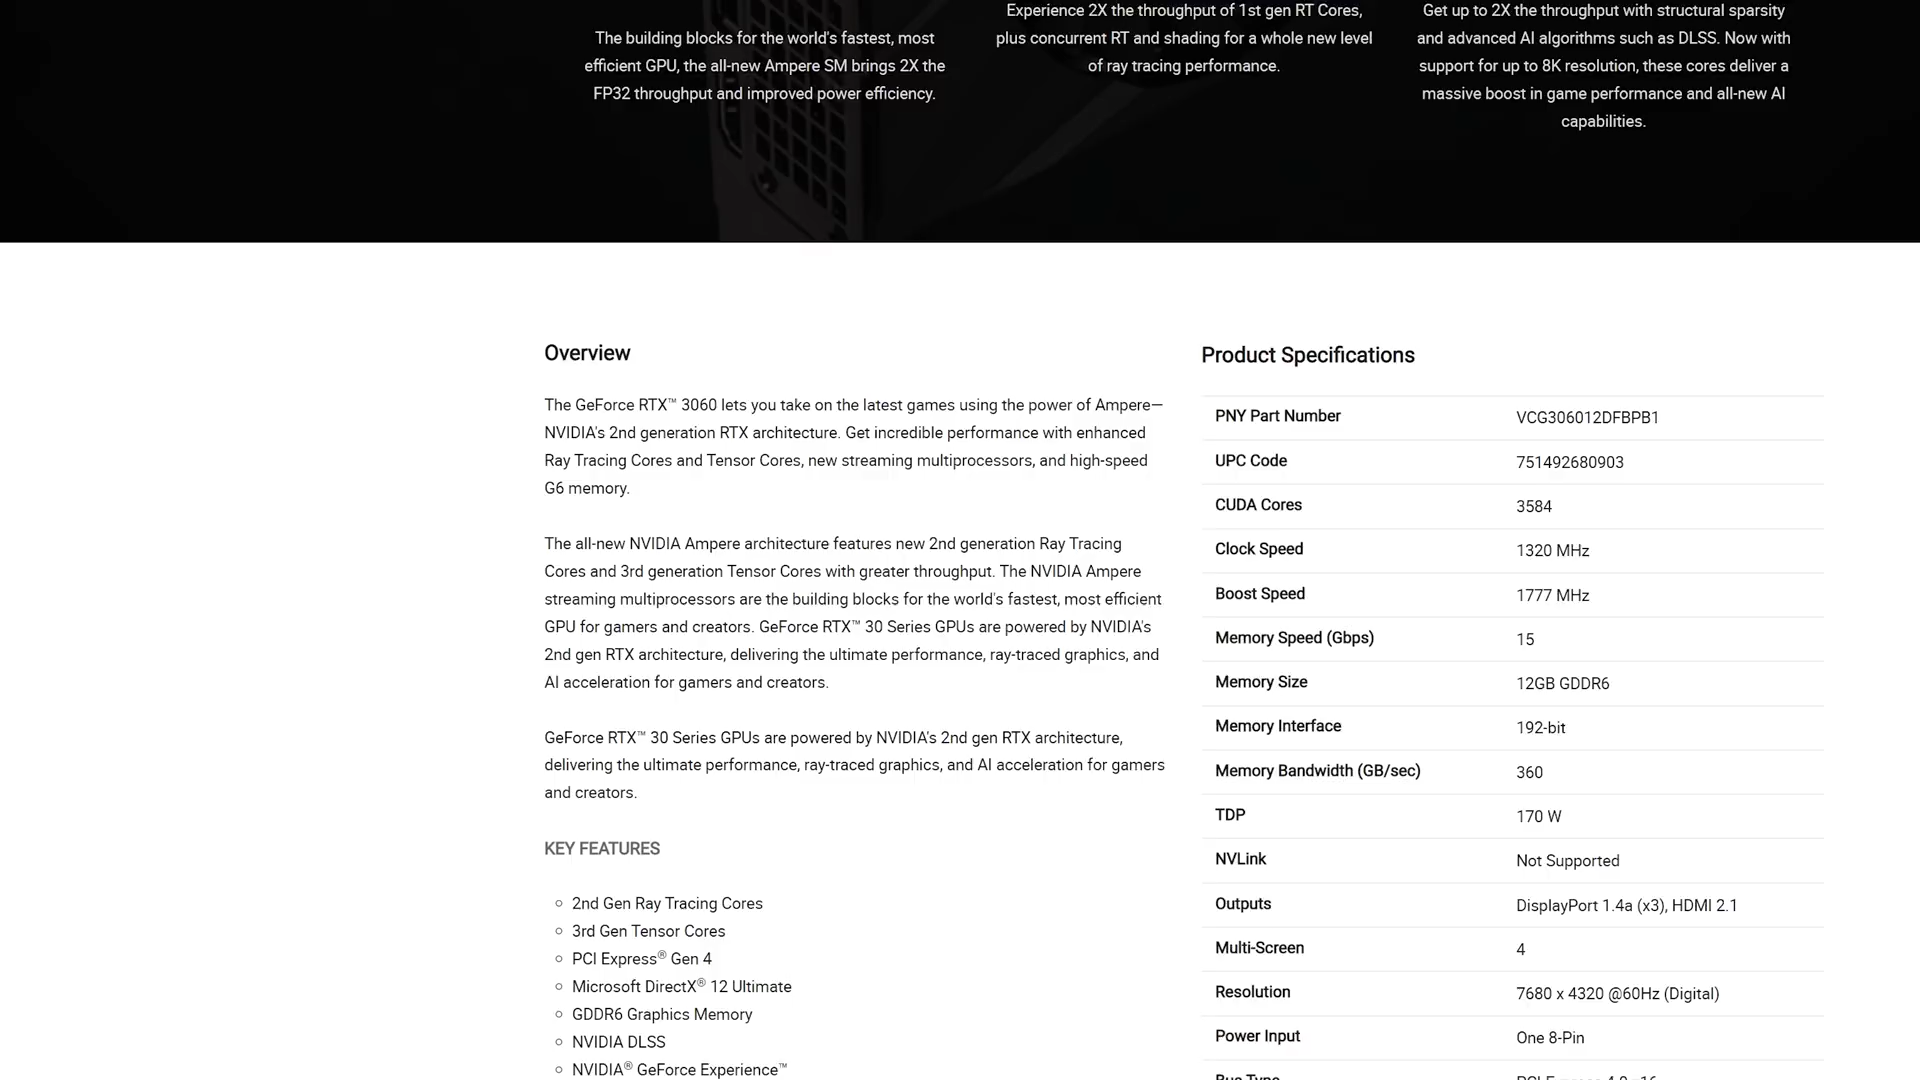 The building blocks for the world's fastest, most
efficient GPU, the all-new Ampere SM brings 2X the
FP32 throughput and improved power efficiency.
Experience 2X the throughput of 1st gen RT Cores,
plus concurrent RT and shading for a whole new level
of ray tracing performance.
Get up to 2X the throughput with structural sparsity
and advanced AI algorithms such as DLSS. Now with
support for up to 8K resolution, these cores deliver a
massive boost in game performance and all-new AI
capabilities.
Overview
The GeForce RTX™ 3060 lets you take on the latest games using the power of Ampere—
NVIDIA's 2nd generation RTX architecture. Get incredible performance with enhanced
Ray Tracing Cores and Tensor Cores, new streaming multiprocessors, and high-speed
G6 memory.
The all-new NVIDIA Ampere architecture features new 2nd generation Ray Tracing
Cores and 3rd generation Tensor Cores with greater throughput. The NVIDIA Ampere
streaming multiprocessors are the building blocks for the world's fastest, most efficient
GPU for gamers and creators. GeForce RTX™ 30 Series GPUs are powered by NVIDIA's
2nd gen RTX architecture, delivering the ultimate performance, ray-traced graphics, and
AI acceleration for gamers and creators.
GeForce RTX™ 30 Series GPUs are powered by NVIDIA's 2nd gen RTX architecture,
delivering the ultimate performance, ray-traced graphics, and AI acceleration for gamers
and creators.
KEY FEATURES
2nd Gen Ray Tracing Cores
3rd Gen Tensor Cores
PCI Express® Gen 4
Microsoft DirectX® 12 Ultimate
GDDR6 Graphics Memory
NVIDIA DLSS
NVIDIA® GeForce Experience™
Product Specifications
PNY Part Number VCG306012DFBPB1
UPC Code 751492680903
CUDA Cores 3584
Clock Speed 1320 MHz
Boost Speed 1777 MHz
Memory Speed (Gbps) 15
Memory Size 12GB GDDR6
Memory Interface 192-bit
Memory Bandwidth (GB/sec) 360
TDP 170 W
NVLink Not Supported
Outputs DisplayPort 1.4a (x3), HDMI 2.1
Multi-Screen 4
Resolution 7680 x 4320 @60Hz (Digital)
Power Input One 8-Pin